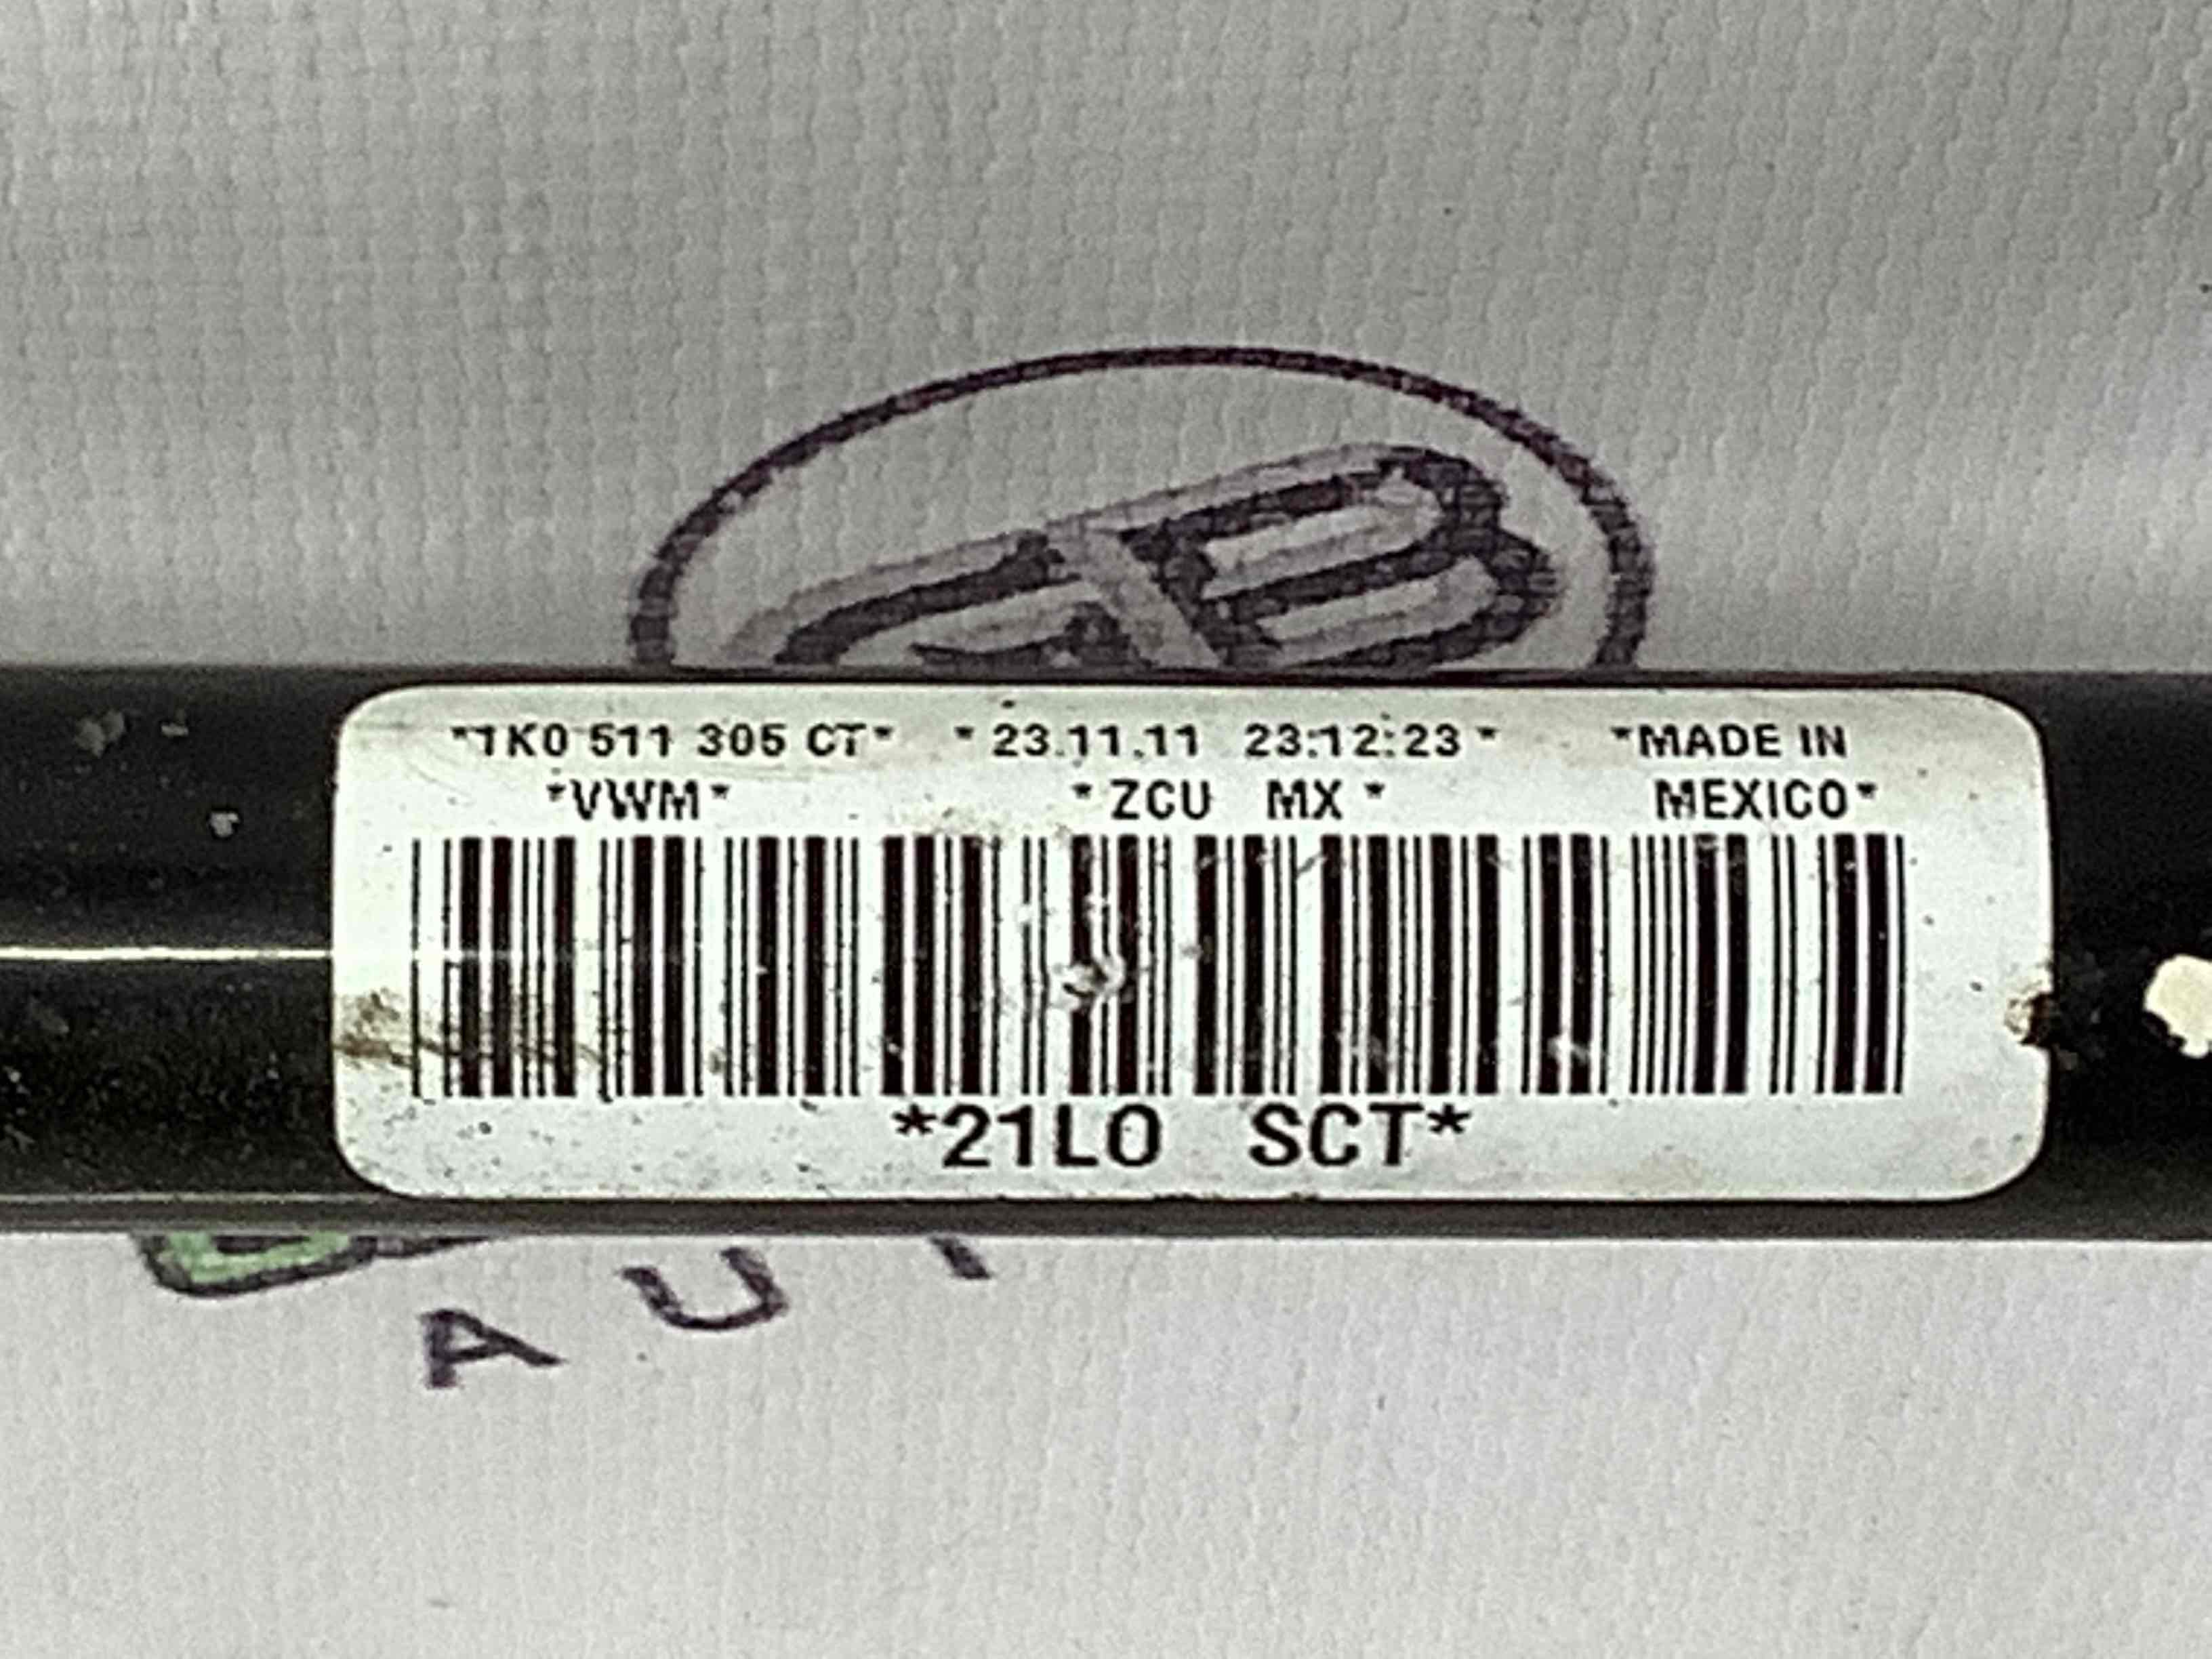 *1K0 511 305 CT* * 23.11.11 23:12:23 * *MADE IN
*VWM* * ZCU MX * MEXICO*
*21LO SCT*
A U